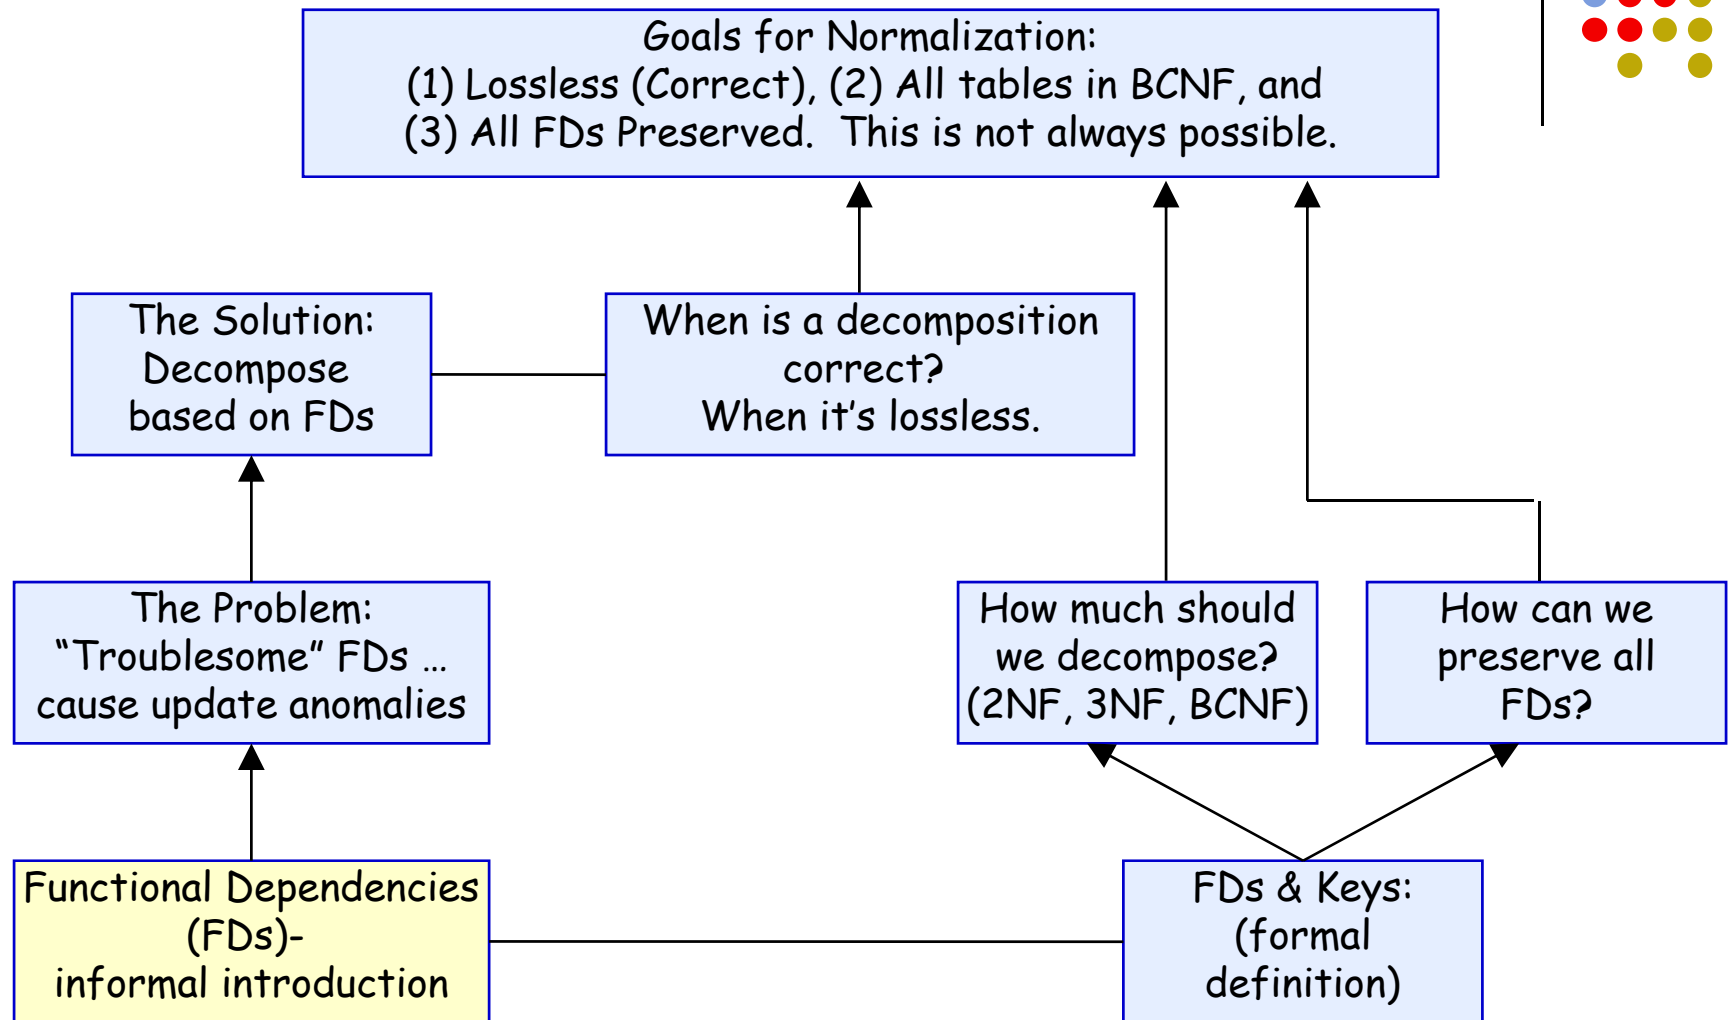 Goals for Normalization:
(1) Lossless (Correct), (2) All tables in BCNF, and
(3) All FDs Preserved. This is not always possible.
The Solution:
Decompose
based on FDs
When is a decomposition
correct?
When it's lossless.
The Problem:
“Troublesome” FDs …
cause update anomalies
How much should
we decompose?
(2NF, 3NF, BCNF)
How can we
preserve all
FDs?
Functional Dependencies
(FDs)-
informal introduction
FDs & Keys:
(formal
definition)